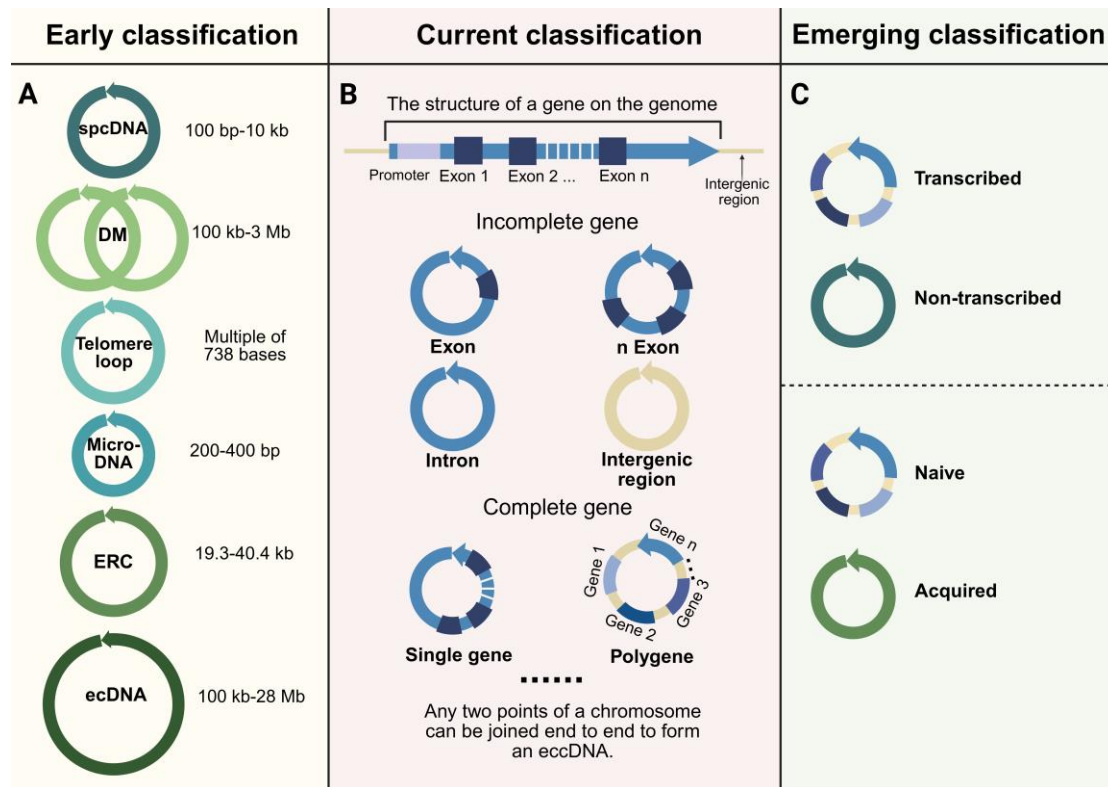 Early classification
Current classification
Emerging classification
A
spcDNA
100 bp-10 kb
DM
100 kb-3 Mb
Telomere
loop
Multiple of
738 bases
Micro-
DNA
200-400 bp
ERC
19.3-40.4 kb
ecDNA
100 kb-28 Mb
B
The structure of a gene on the genome
Promoter
Exon 1
Exon 2 ...
Exon n
Intergenic
region
Incomplete gene
Exon
n Exon
Intron
Intergenic
region
Complete gene
Single gene
Gene 1
Gene 2
Gene 3
Gene n
Polygene
......
Any two points of a chromosome
can be joined end to end to form
an eccDNA.
C
Transcribed
Non-transcribed
Naive
Acquired